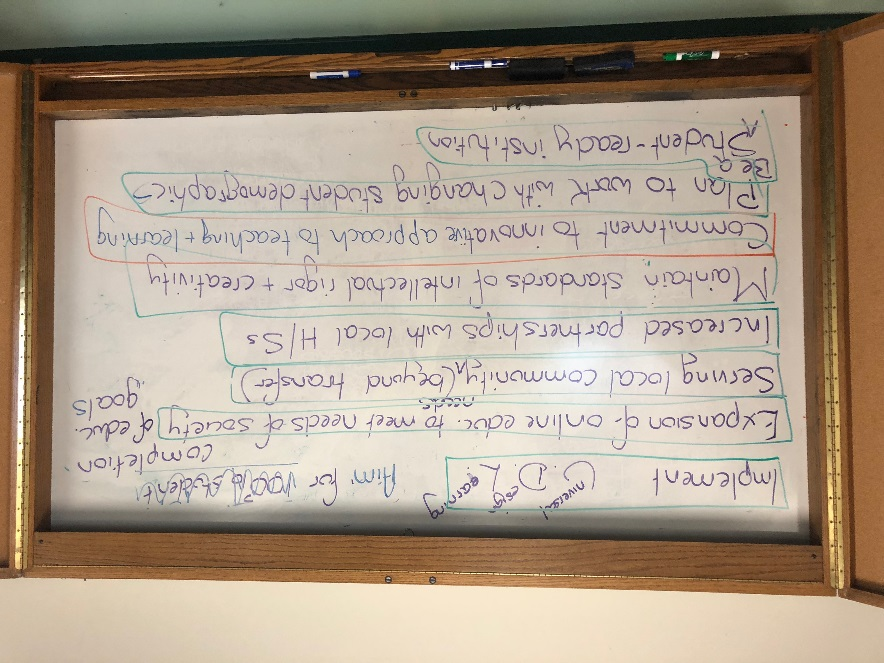 Implement U.D.L
Universal Design Learning
Aim for student
completion
of educ.
goals
Expansion of online educ. to meet needs of society
needs
Serving local community (beyond transfer)
Increased partnerships with local H/Ss
Maintain standards of intellectual rigor + creativity
Commitment to innovative approach to teaching + learning
Plan to work with changing student demographics
Be a
Student-ready institution